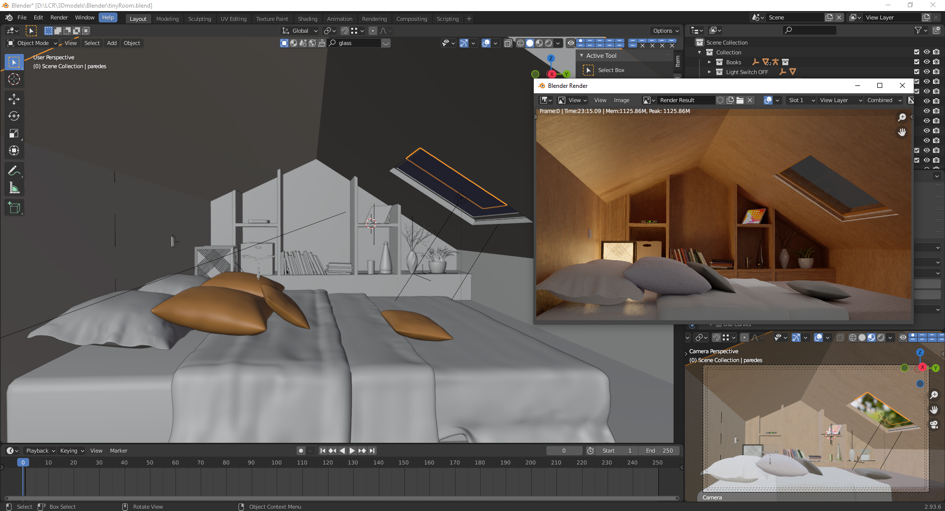 Blender* [D:\LCR\3Dmodels\Blender\tinyRoom.blend]
File Edit Render Window Help Layout Modeling Sculpting UV Editing Texture Paint Shading Animation Rendering Compositing Scripting + Scene View Layer
Global glass Options
Object Mode View Select Add Object
User Perspective
(0) Scene Collection | paredes
Active Tool
Select Box
Item
Scene Collection
Collection
Books
Light Switch OFF
Blender Render
View View Image Render Result Slot 1 View Layer Combined
Frame:0 | Time:23:15.09 | Mem:1125.86M, Peak: 1125.86M
Camera Perspective
(0) Scene Collection | paredes
Camera
Playback Keying View Marker 0 Start 1 End 250
0 10 20 30 40 50 60 70 80 90 100 110 120 130 140 150 160 170 180 190 200 210 220 230 240 250
Select Box Select Rotate View Object Context Menu 2.93.6